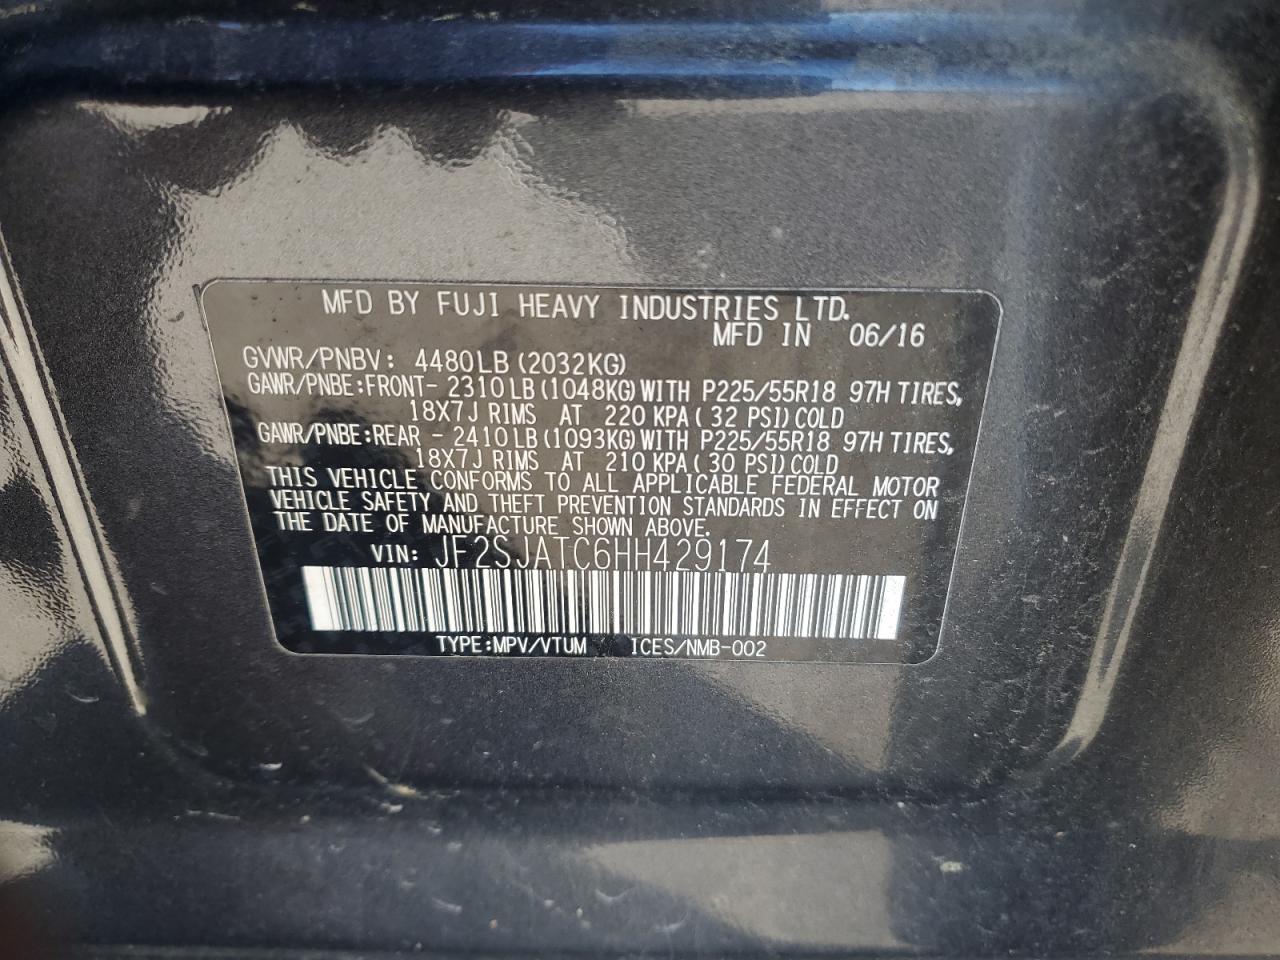 MFD BY FUJI HEAVY INDUSTRIES LTD.
MFD IN 06/16
GVWR/PNBV: 4480LB (2032KG)
GAWR/PNBE:FRONT- 2310LB (1048KG) WITH P225/55R18 97H TIRES,
18X7J RIMS AT 220 KPA ( 32 PSI) COLD
GAWR/PNBE:REAR - 2410LB (1093KG) WITH P225/55R18 97H TIRES,
18X7J RIMS AT 210 KPA ( 30 PSI) COLD
THIS VEHICLE CONFORMS TO ALL APPLICABLE FEDERAL MOTOR
VEHICLE SAFETY AND THEFT PREVENTION STANDARDS IN EFFECT ON
THE DATE OF MANUFACTURE SHOWN ABOVE.
VIN: JF2SJATC6HH429174
TYPE:MPV/VTUM ICES/NMB-002